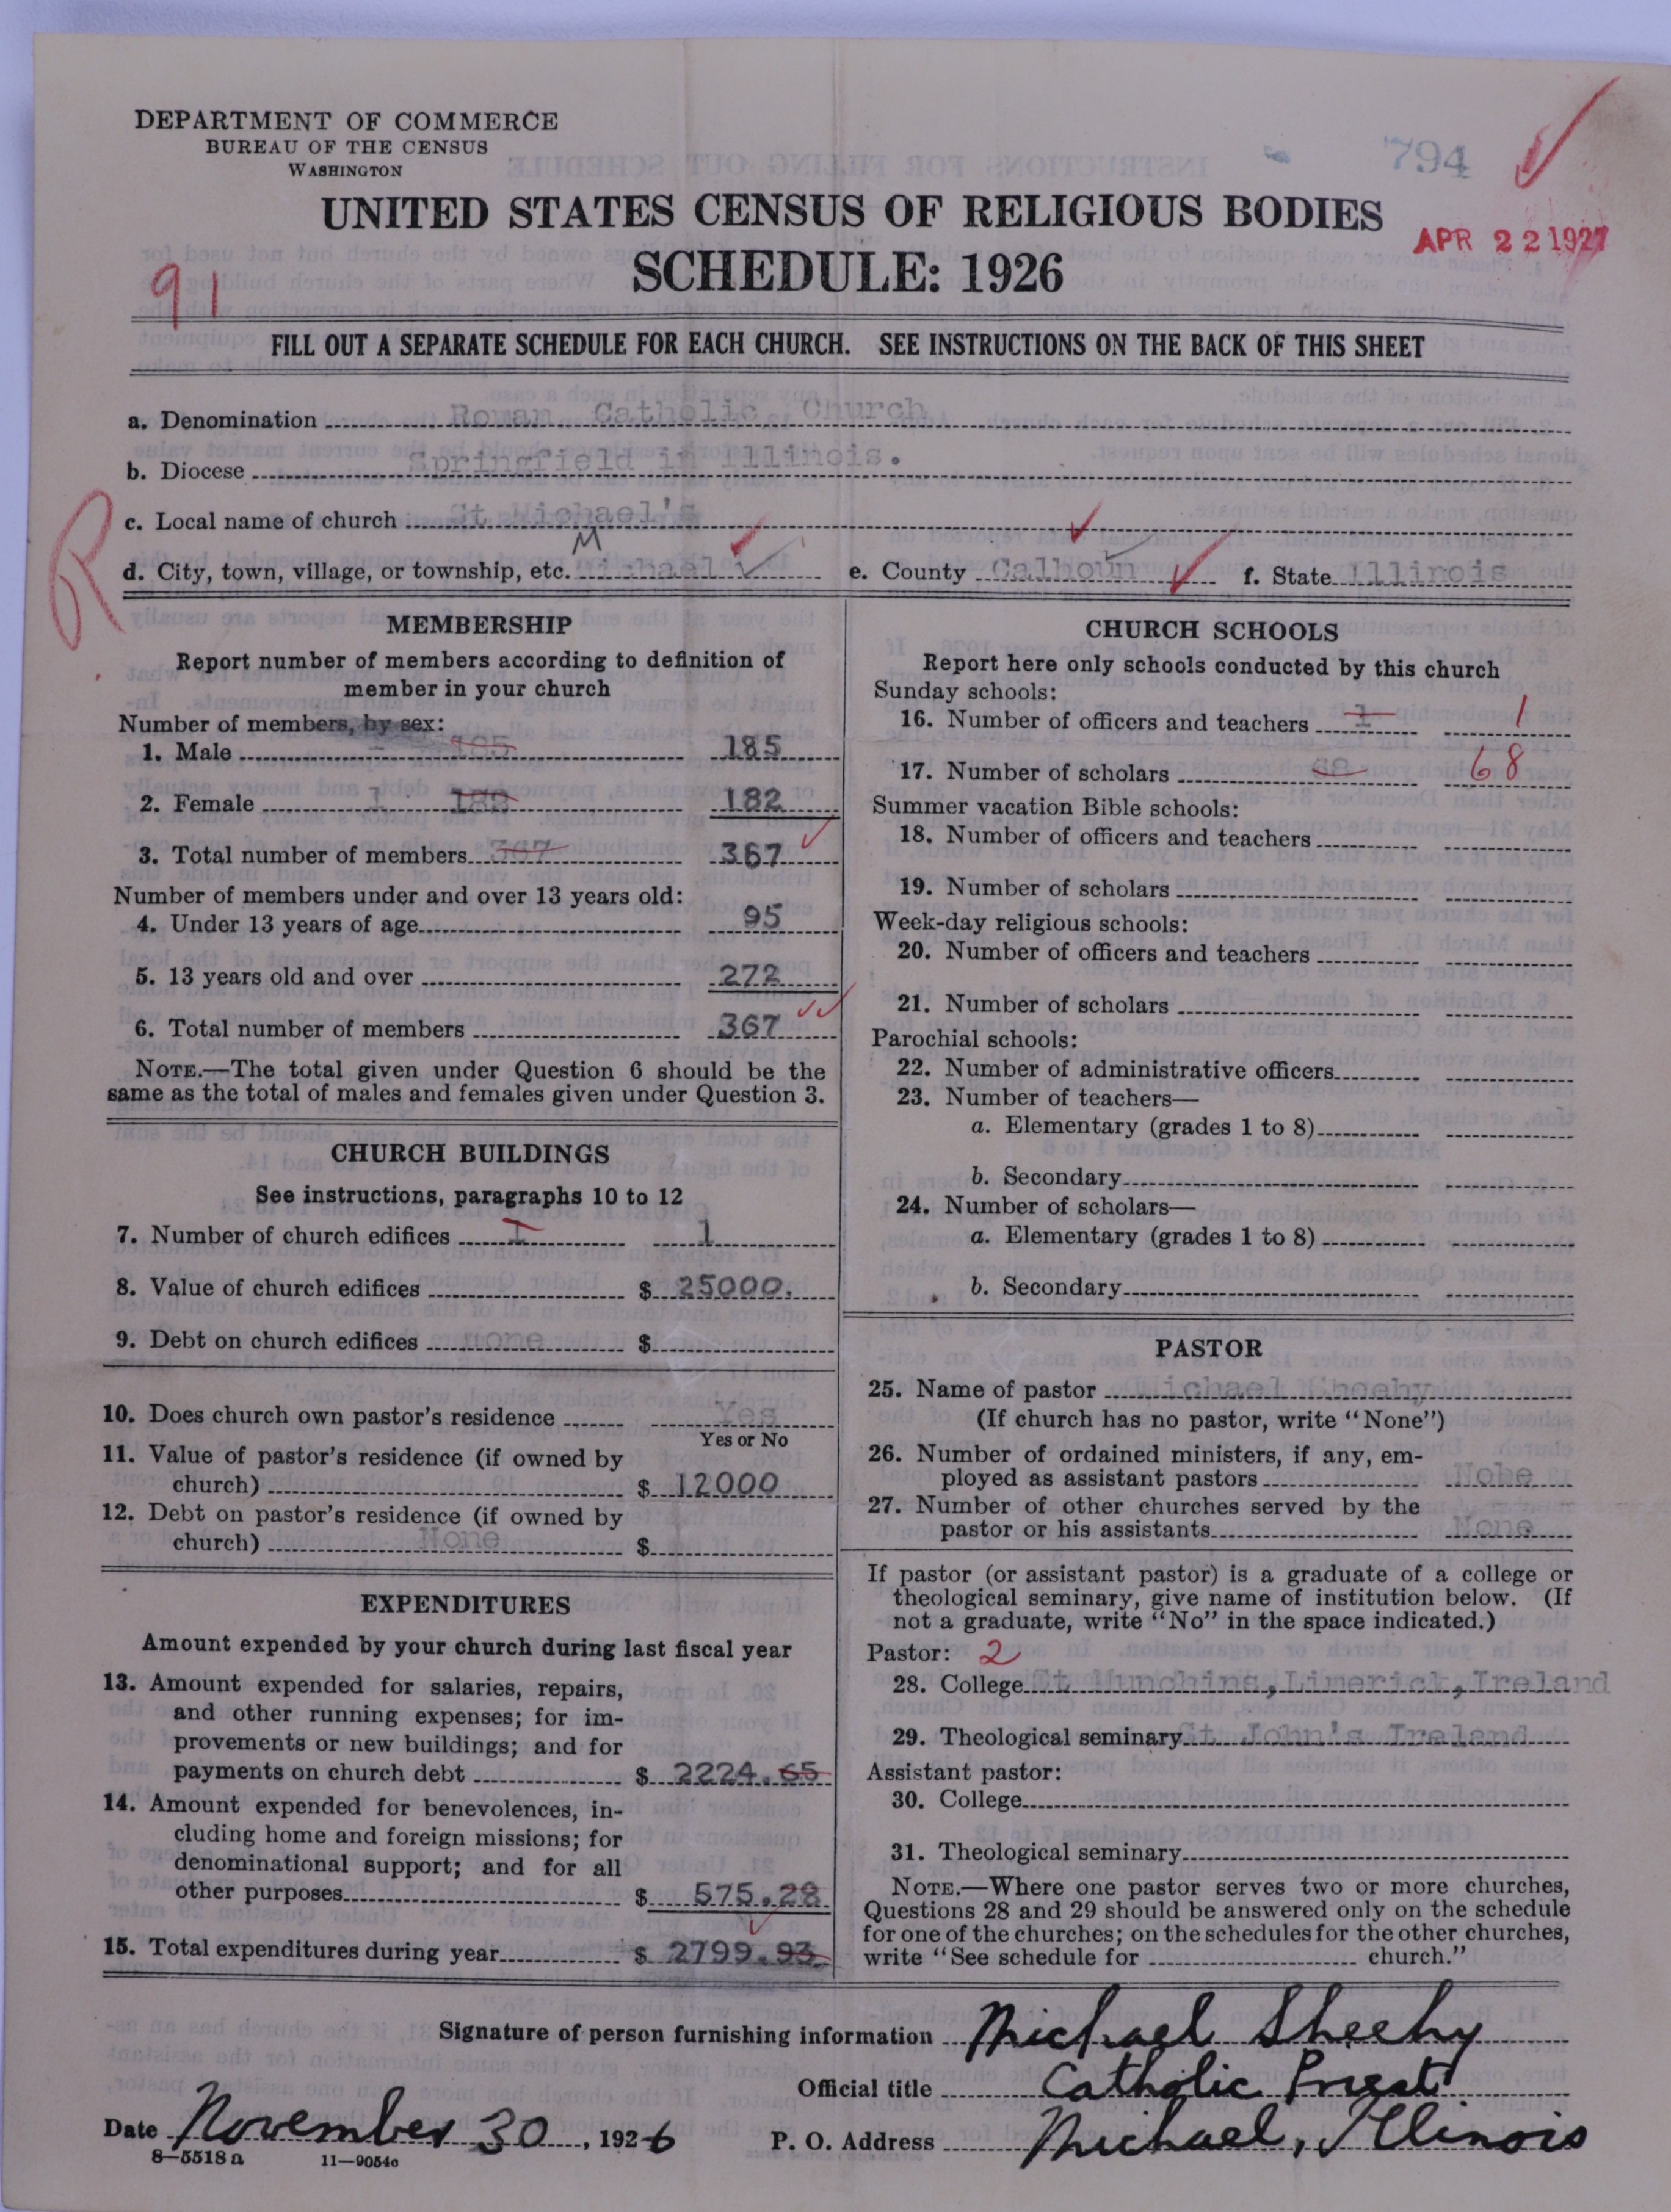 DEPARTMENT OF COMMERCE
BUREAU OF THE CENSUS
WASHINGTON
794
UNITED STATES CENSUS OF RELIGIOUS BODIES
APR 22 1927
SCHEDULE: 1926
91
FILL OUT A SEPARATE SCHEDULE FOR EACH CHURCH. SEE INSTRUCTIONS ON THE BACK OF THIS SHEET
a. Denomination Roman Catholic Church
b. Diocese Springfield in Illinois.
R
c. Local name of church St Michael's
d. City, town, village, or township, etc. Michael e. County Calhoun f. State Illinois
MEMBERSHIP
Report number of members according to definition of
member in your church
Number of members, by sex:
1. Male 185 185
2. Female 182
3. Total number of members 367 367
Number of members under and over 13 years old:
4. Under 13 years of age 95
5. 13 years old and over 272
6. Total number of members 367
NOTE.—The total given under Question 6 should be the
same as the total of males and females given under Question 3.
CHURCH BUILDINGS
See instructions, paragraphs 10 to 12
7. Number of church edifices I 1
8. Value of church edifices $ 25000.
9. Debt on church edifices none $
10. Does church own pastor's residence Yes
Yes or No
11. Value of pastor's residence (if owned by
church) $ 12000
12. Debt on pastor's residence (if owned by
church) None $
EXPENDITURES
Amount expended by your church during last fiscal year
13. Amount expended for salaries, repairs,
and other running expenses; for im-
provements or new buildings; and for
payments on church debt $ 2224.65
14. Amount expended for benevolences, in-
cluding home and foreign missions; for
denominational support; and for all
other purposes $ 575.28
15. Total expenditures during year $ 2799.93
CHURCH SCHOOLS
Report here only schools conducted by this church
Sunday schools:
16. Number of officers and teachers 1 1
17. Number of scholars 68 68
Summer vacation Bible schools:
18. Number of officers and teachers
19. Number of scholars
Week-day religious schools:
20. Number of officers and teachers
21. Number of scholars
Parochial schools:
22. Number of administrative officers
23. Number of teachers—
a. Elementary (grades 1 to 8)
b. Secondary
24. Number of scholars—
a. Elementary (grades 1 to 8)
b. Secondary
PASTOR
25. Name of pastor Michael Sheehy
(If church has no pastor, write "None")
26. Number of ordained ministers, if any, em-
ployed as assistant pastors Nobe
27. Number of other churches served by the
pastor or his assistants None
If pastor (or assistant pastor) is a graduate of a college or
theological seminary, give name of institution below. (If
not a graduate, write "No" in the space indicated.)
Pastor: 2
28. College St Munchins, Limerick, Ireland
29. Theological seminary St John's Ireland
Assistant pastor:
30. College
31. Theological seminary
NOTE.—Where one pastor serves two or more churches,
Questions 28 and 29 should be answered only on the schedule
for one of the churches; on the schedules for the other churches,
write "See schedule for church."
Signature of person furnishing information Michael Sheehy
Official title Catholic Priest
Date November 30, 1926 P. O. Address Michael, Illinois
8—5518a 11—9054c